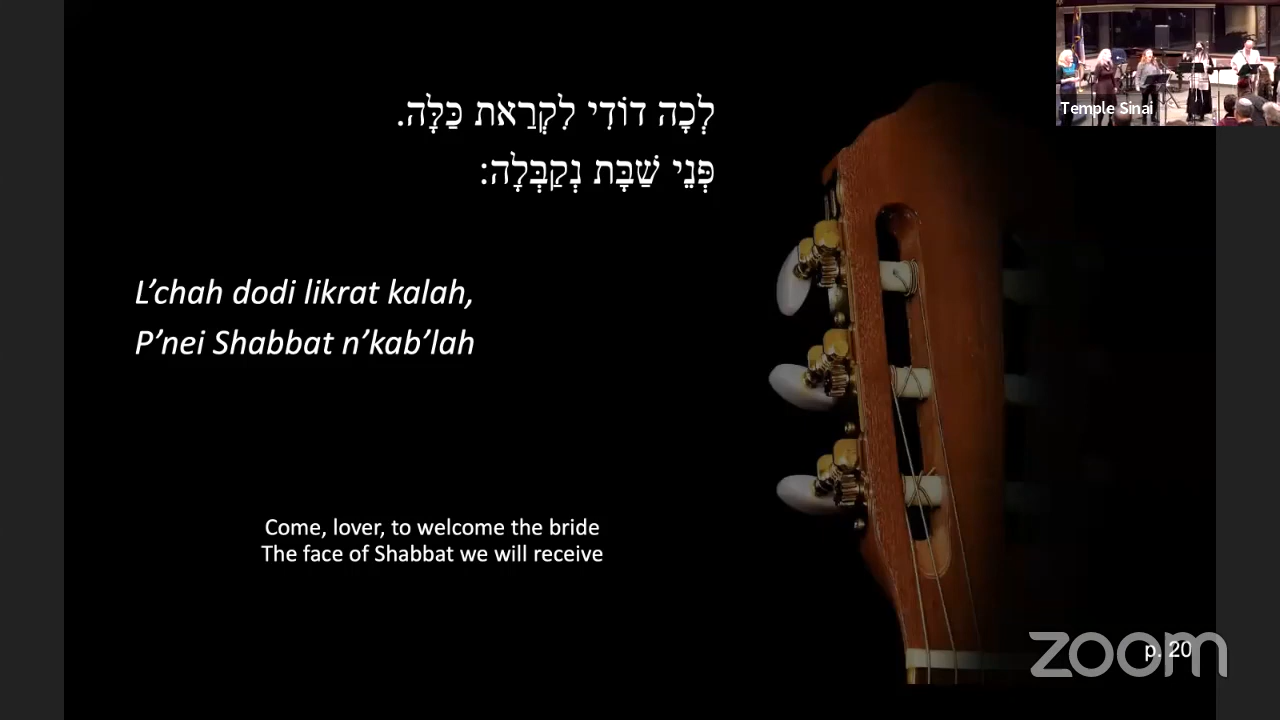 Temple Sinai
לְכָה דוֹדִי לִקְרַאת כַּלָּה.
פְּנֵי שַׁבָּת נְקַבְּלָה:
L’chah dodi likrat kalah,
P’nei Shabbat n’kab’lah
Come, lover, to welcome the bride
The face of Shabbat we will receive
p. 20
zoom